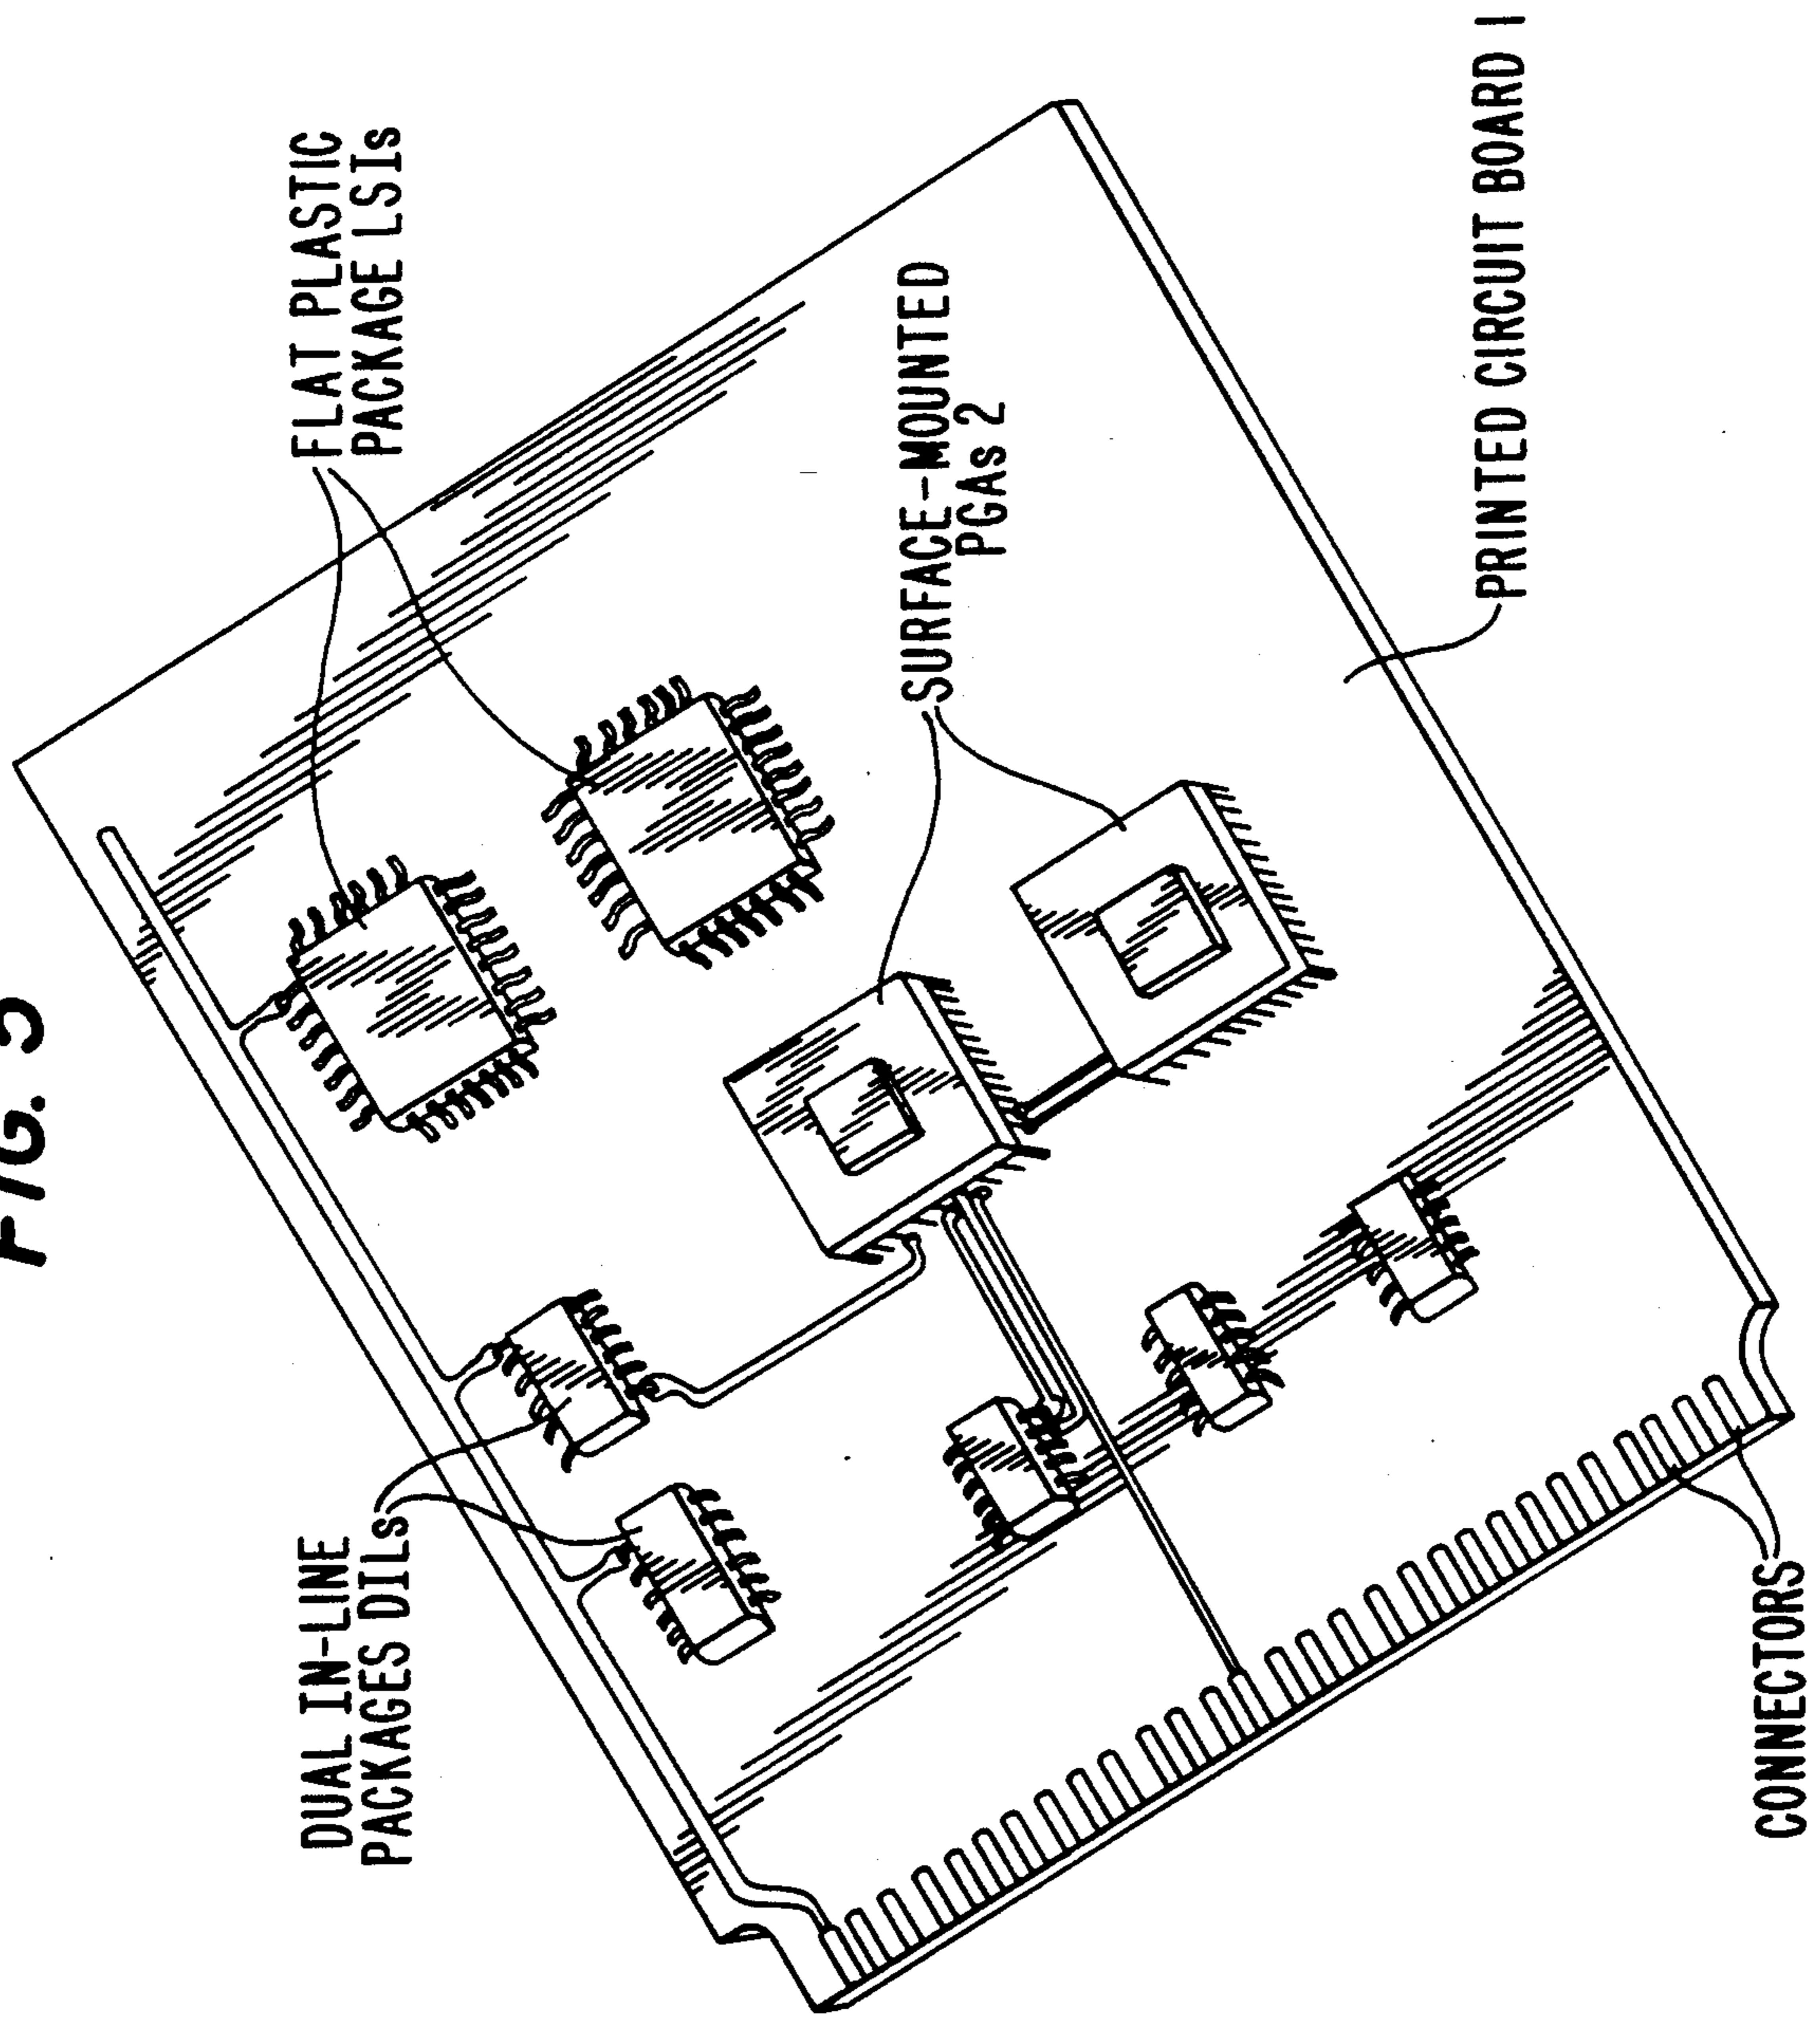 FIG. 3
FLAT PLASTIC
PACKAGE LSIs
DUAL IN-LINE
PACKAGES DILs
SURFACE-MOUNTED
PGAs 2
PRINTED CIRCUIT BOARD 1
CONNECTORS